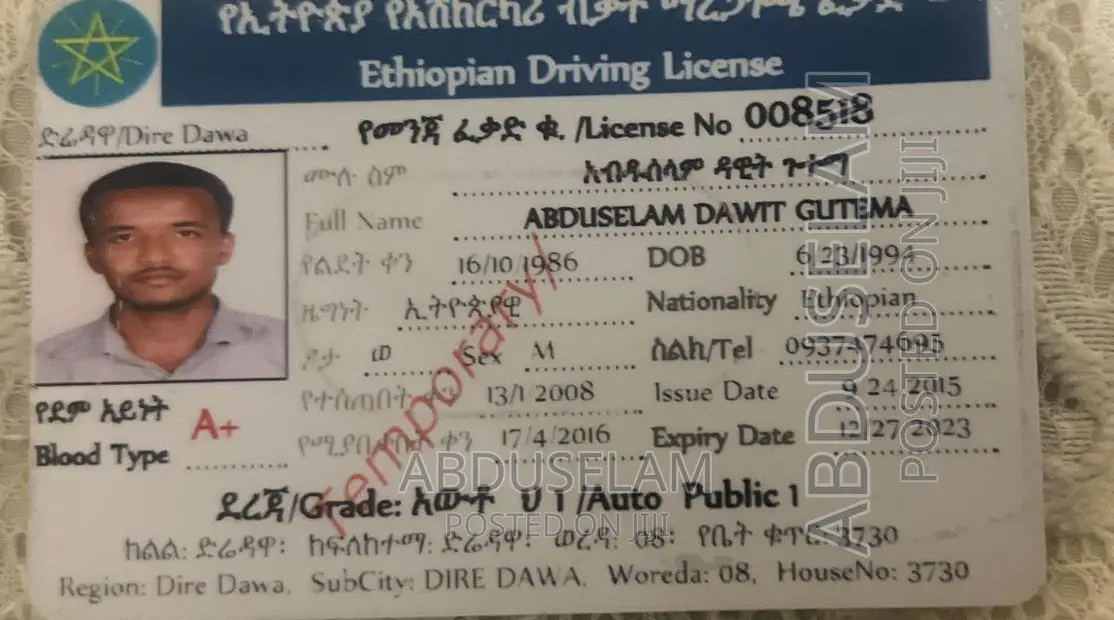 የኢትዮጵያ የአሽከርካሪ ብቃት ማረጋገጫ ፈቃድ
Ethiopian Driving License
ድሬዳዋ/Dire Dawa
የመንጃ ፈቃድ ቁ. /License No 008518
ሙሉ ስም አብዱሰላም ዳዊት ጉተማ
Full Name ABDUSELAM DAWIT GUTEMA
የልደት ቀን 16/10/1986 DOB 6/23/1994
ዜግነት ኢትዮጵያዊ Nationality Ethiopian
ፆታ ወ Sex M ስልክ/Tel
የተሰጠበት ቀን 13/1/2008 Issue Date 9/24/2015
የደም አይነት A+
Blood Type
17/4/2016 Expiry Date 12/27/2023
Temporary/
ደረጃ/Grade: አውቶ ህ 1 /Auto Public 1
ክልል: ድሬዳዋ: ክፍለከተማ: ድሬዳዋ: ወረዳ: 08: የቤት ቁጥር: 3730
Region: Dire Dawa, SubCity: DIRE DAWA, Woreda: 08, HouseNo: 3730
ABDUSELAM
POSTED ON JIJI
ABDUSELAM
POSTED ON JIJI